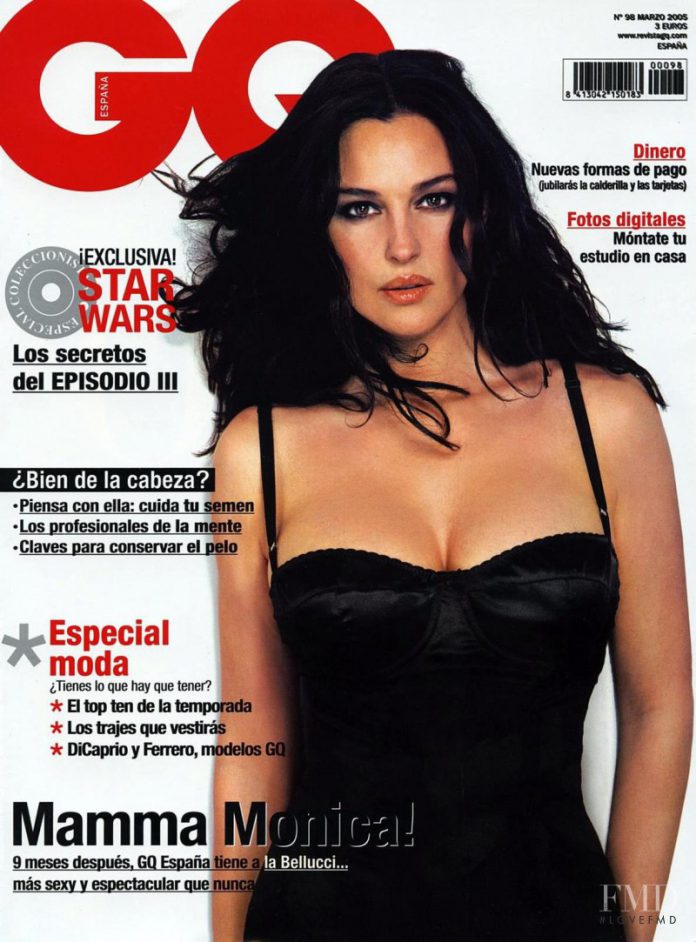 GQ
ESPAÑA
Nº 98 MARZO 2005
3 EUROS
www.revistagq.com
ESPAÑA
00098
8 413042 150183
Dinero
Nuevas formas de pago
(jubilarás la calderilla y las tarjetas)
Fotos digitales
Móntate tu
estudio en casa
ESPECIAL COLECCIONISTA
¡EXCLUSIVA!
STAR
WARS
Los secretos
del EPISODIO III
¿Bien de la cabeza?
•Piensa con ella: cuida tu semen
•Los profesionales de la mente
•Claves para conservar el pelo
* Especial
moda
¿Tienes lo que hay que tener?
* El top ten de la temporada
* Los trajes que vestirás
* DiCaprio y Ferrero, modelos GQ
Mamma Monica!
9 meses después, GQ España tiene a la Bellucci...
más sexy y espectacular que nunca
FMD
#LOVEFMD